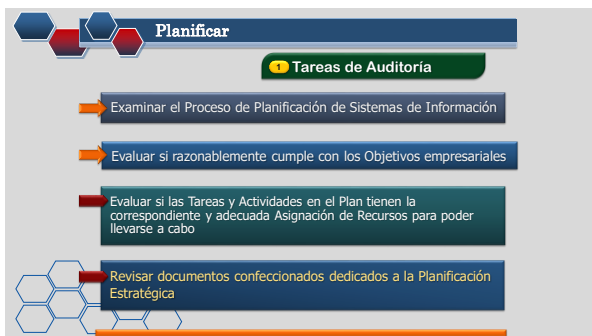 Planificar
1 Tareas de Auditoría
Examinar el Proceso de Planificación de Sistemas de Información
Evaluar si razonablemente cumple con los Objetivos empresariales
Evaluar si las Tareas y Actividades en el Plan tienen la
correspondiente y adecuada Asignación de Recursos para poder
llevarse a cabo
Revisar documentos confeccionados dedicados a la Planificación
Estratégica